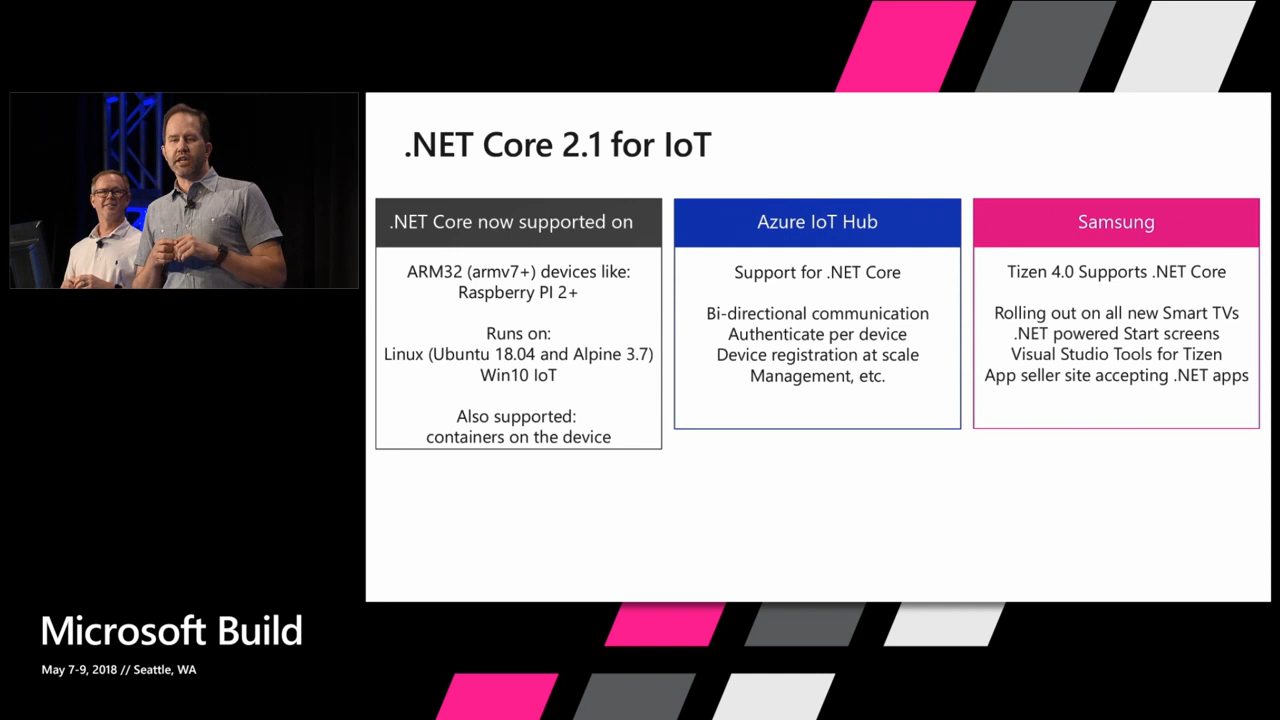 .NET Core 2.1 for IoT
.NET Core now supported on
ARM32 (armv7+) devices like:
Raspberry PI 2+
Runs on:
Linux (Ubuntu 18.04 and Alpine 3.7)
Win10 IoT
Also supported:
containers on the device
Azure IoT Hub
Support for .NET Core
Bi-directional communication
Authenticate per device
Device registration at scale
Management, etc.
Samsung
Tizen 4.0 Supports .NET Core
Rolling out on all new Smart TVs
.NET powered Start screens
Visual Studio Tools for Tizen
App seller site accepting .NET apps
Microsoft Build
May 7-9, 2018 // Seattle, WA